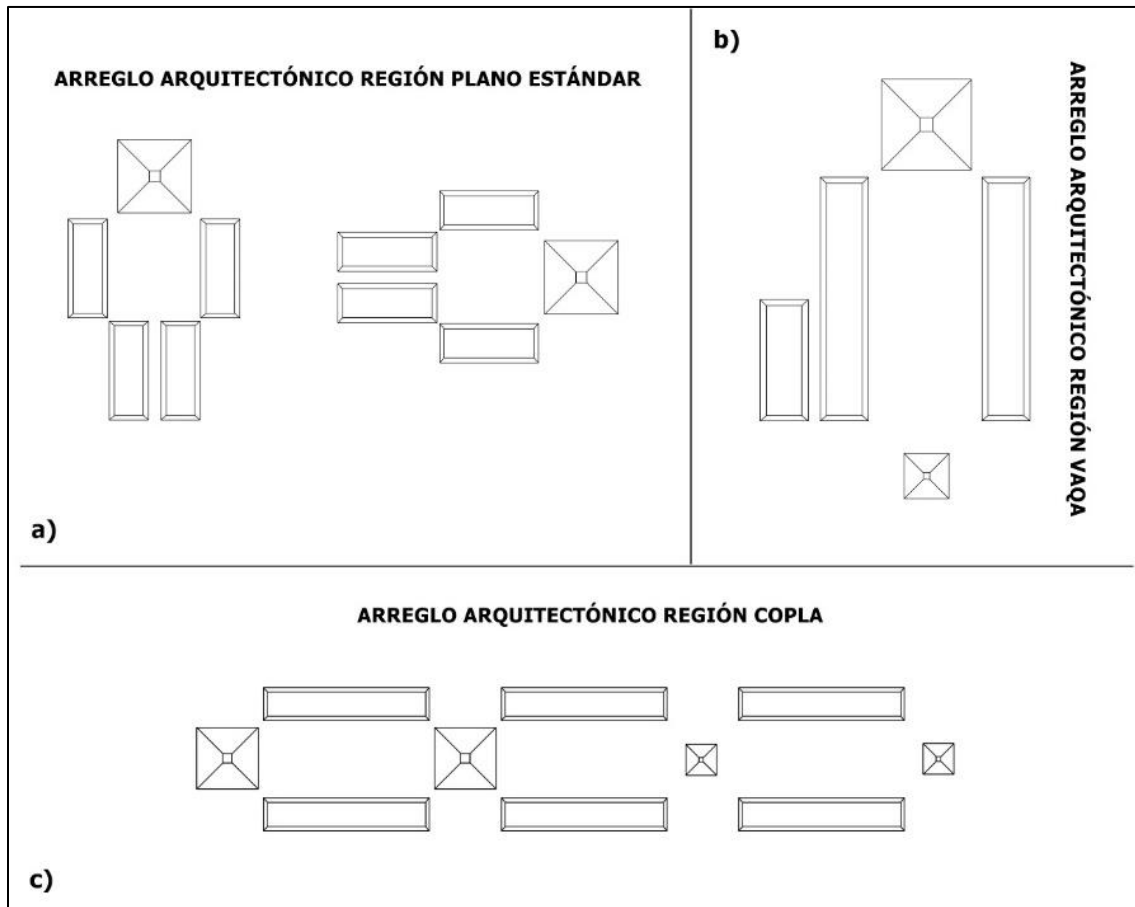 ARREGLO ARQUITECTÓNICO REGIÓN PLANO ESTÁNDAR
a)
b)
ARREGLO ARQUITECTÓNICO REGIÓN VAQA
ARREGLO ARQUITECTÓNICO REGIÓN COPLA
c)